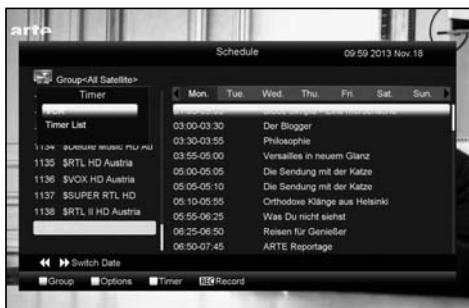 arte
Schedule 09:59 2013 Nov.18
Group<All Satellite>
Timer
Timer List
Mon. Tue. Wed. Thu. Fri. Sat. Sun.
03:00-03:30 Der Blogger
03:30-03:55 Philosophie
03:55-05:00 Versailles in neuem Glanz
05:00-05:05 Die Sendung mit der Katze
05:05-05:10 Die Sendung mit der Katze
05:10-05:55 Orthodoxe Klänge aus Helsinki
05:55-06:25 Was Du nicht siehst
06:25-06:50 Reisen für Genießer
06:50-07:45 ARTE Reportage
1134 $Deluxe Music HD Au
1135 $RTL HD Austria
1136 $VOX HD Austria
1137 $SUPER RTL HD
1138 $RTL II HD Austria
Switch Date
Group Options Timer REC Record